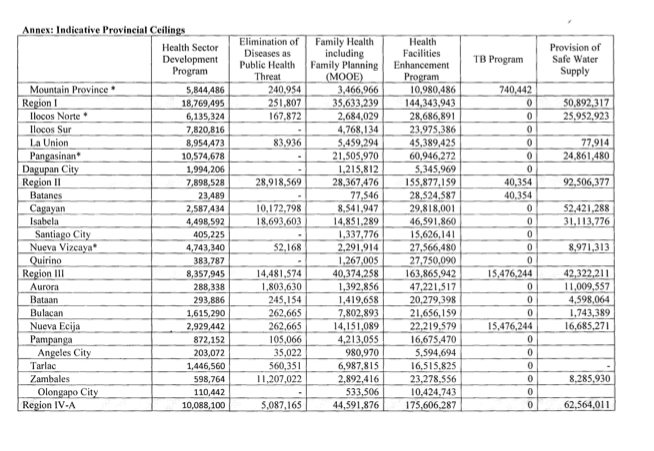 Annex: Indicative Provincial Ceilings
Health Sector Development Program | Elimination of Diseases as Public Health Threat | Family Health including Family Planning (MOOE) | Health Facilities Enhancement Program | TB Program | Provision of Safe Water Supply
Mountain Province * 5,844,486 240,954 3,466,966 10,980,486 740,442
Region I 18,769,495 251,807 35,633,239 144,343,943 0 50,892,317
Ilocos Norte * 6,135,324 167,872 2,684,029 28,686,891 0 25,952,923
Ilocos Sur 7,820,816 - 4,768,134 23,975,386 0
La Union 8,954,473 83,936 5,459,294 45,389,425 0 77,914
Pangasinan* 10,574,678 - 21,505,970 60,946,272 0 24,861,480
Dagupan City 1,994,206 - 1,215,812 5,345,969 0
Region II 7,898,528 28,918,569 28,367,476 155,877,159 40,354 92,506,377
Batanes 23,489 - 77,546 28,524,587 40,354
Cagayan 2,587,434 10,172,798 8,541,947 29,818,001 0 52,421,288
Isabela 4,498,592 18,693,603 14,851,289 46,591,860 0 31,113,776
Santiago City 405,225 - 1,337,776 15,626,141 0
Nueva Vizcaya* 4,743,340 52,168 2,291,914 27,566,480 0 8,971,313
Quirino 383,787 - 1,267,005 27,750,090 0
Region III 8,357,945 14,481,574 40,374,258 163,865,942 15,476,244 42,322,211
Aurora 288,338 1,803,630 1,392,856 47,221,517 0 11,009,557
Bataan 293,886 245,154 1,419,658 20,279,398 0 4,598,064
Bulacan 1,615,290 262,665 7,802,893 21,656,159 0 1,743,389
Nueva Ecija 2,929,442 262,665 14,151,089 22,219,579 15,476,244 16,685,271
Pampanga 872,152 105,066 4,213,055 16,675,470 0
Angeles City 203,072 35,022 980,970 5,594,694 0
Tarlac 1,446,560 560,351 6,987,815 16,515,825 0 -
Zambales 598,764 11,207,022 2,892,416 23,278,556 0 8,285,930
Olongapo City 110,442 - 533,506 10,424,743 0
Region IV-A 10,088,100 5,087,165 44,591,876 175,606,287 0 62,564,011